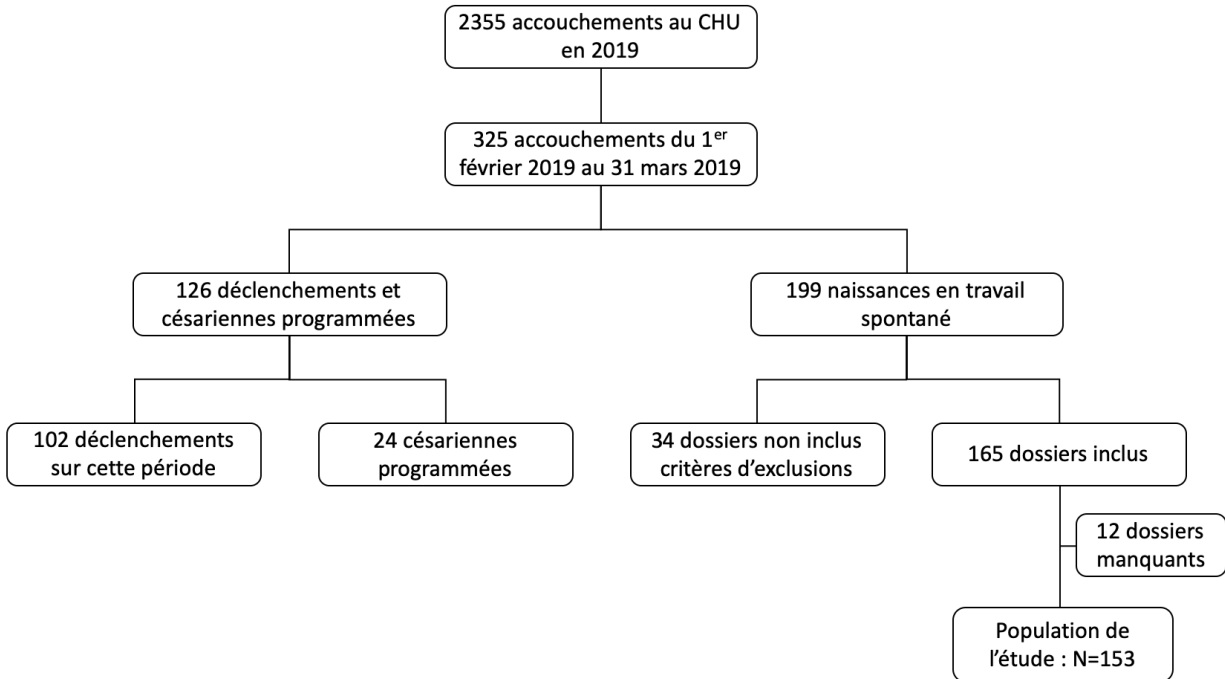 2355 accouchements au CHU
en 2019
325 accouchements du 1er
février 2019 au 31 mars 2019
126 déclenchements et
césariennes programmées
199 naissances en travail
spontané
102 déclenchements
sur cette période
24 césariennes
programmées
34 dossiers non inclus
critères d’exclusions
165 dossiers inclus
12 dossiers
manquants
Population de
l’étude : N=153